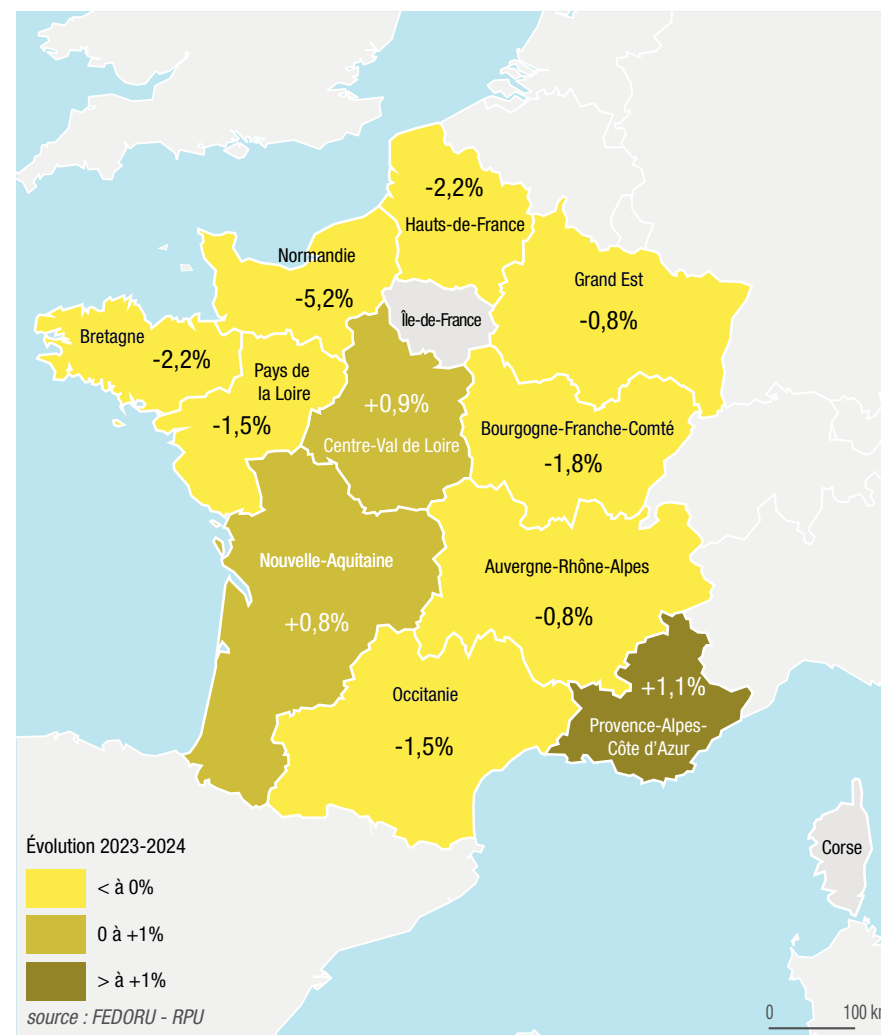 -2,2%
Hauts-de-France
Normandie
-5,2%
Grand Est
-0,8%
Île-de-France
Bretagne
-2,2%
Pays de
la Loire
-1,5%
+0,9%
Centre-Val de Loire
Bourgogne-Franche-Comté
-1,8%
Nouvelle-Aquitaine
+0,8%
Auvergne-Rhône-Alpes
-0,8%
Occitanie
-1,5%
+1,1%
Provence-Alpes-
Côte d'Azur
Corse
Évolution 2023-2024
< à 0%
0 à +1%
> à +1%
source : FEDORU - RPU
0 100 km